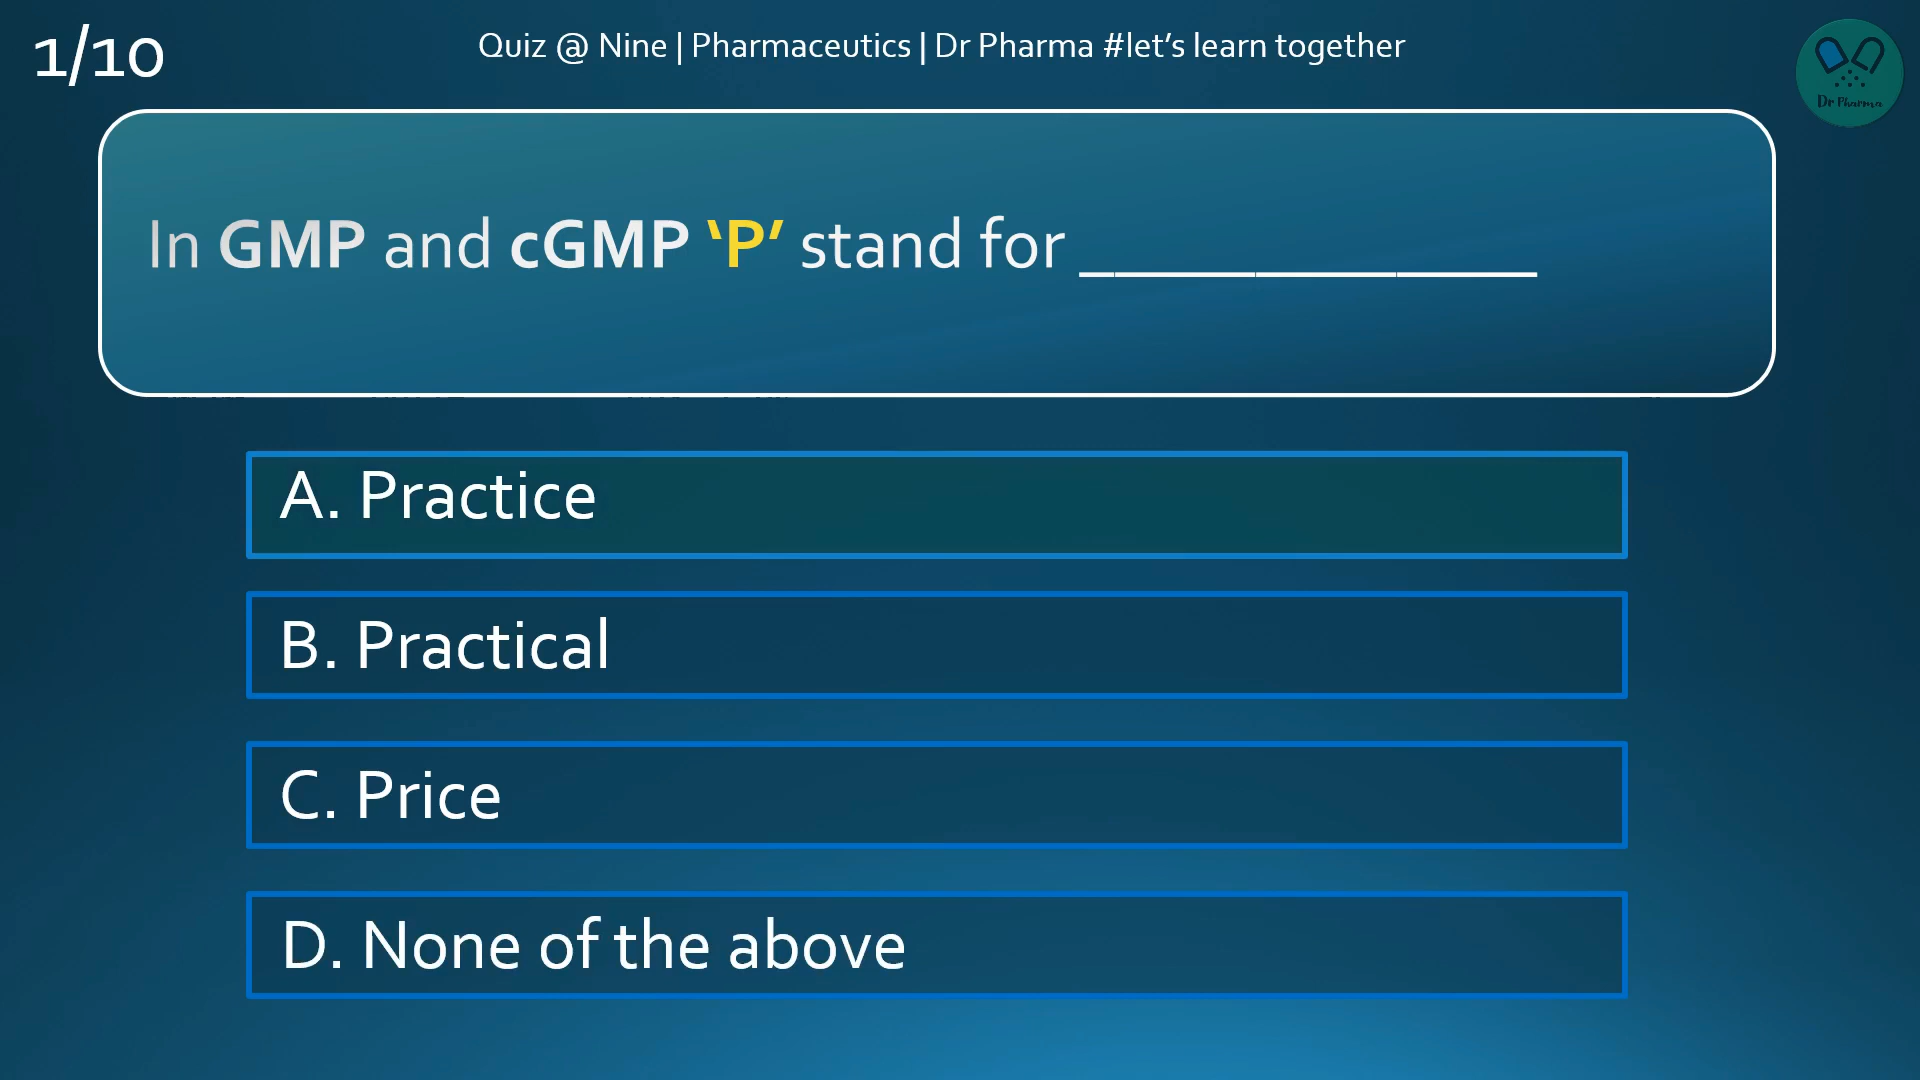 1/10
Quiz @ Nine | Pharmaceutics | Dr Pharma #let’s learn together
Dr Pharma
In GMP and cGMP ‘P’ stand for _____________
A. Practice
B. Practical
C. Price
D. None of the above